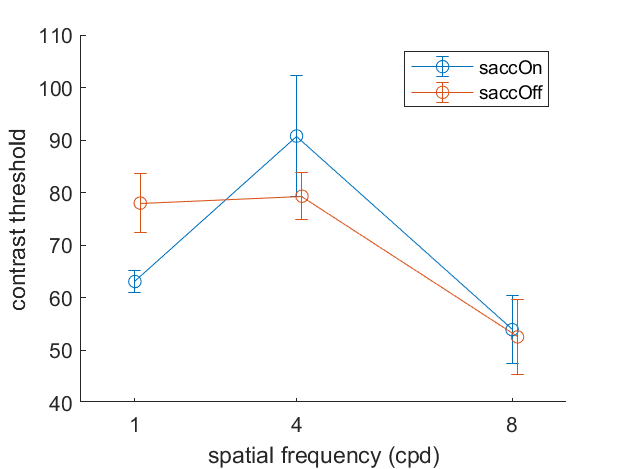 110
100
90
80
70
60
50
40
contrast threshold
saccOn
saccOff
1 4 8
spatial frequency (cpd)